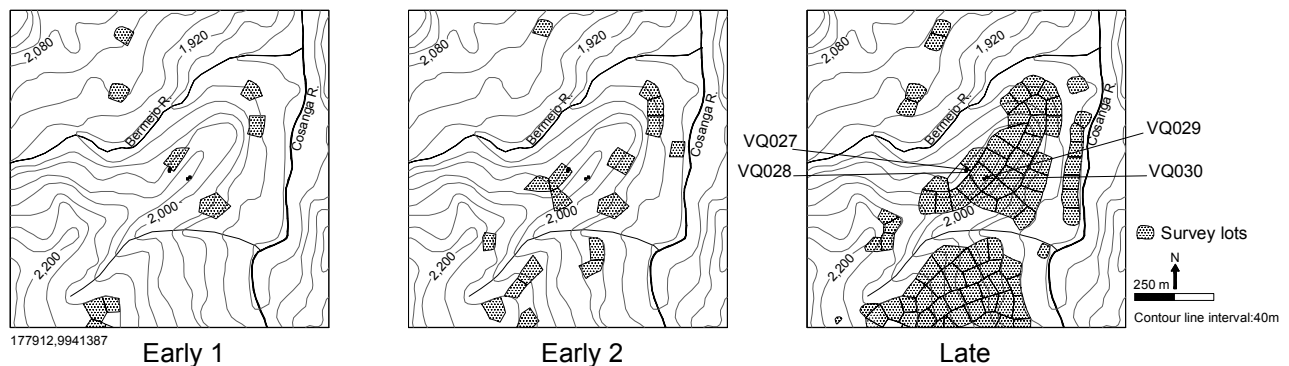 2,080
1,920
Bermejo R.
Cosanga R.
2,000
2,200
177912,9941387
Early 1
2,080
1,920
Bermejo R.
Cosanga R.
2,000
2,200
Early 2
2,080
1,920
Bermejo R.
Cosanga R.
VQ027
VQ028
VQ029
VQ030
2,000
2,200
Late
Survey lots
N
250 m
Contour line interval:40m